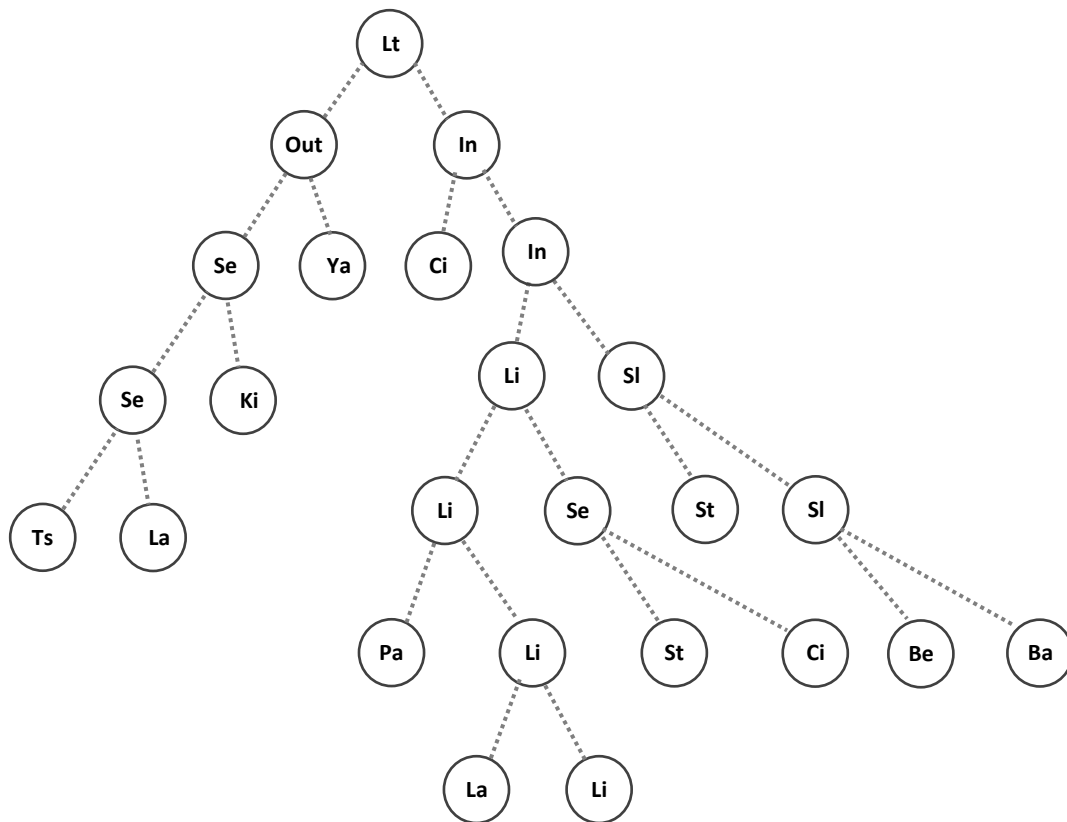 Lt
Out In
Se Ya Ci In
Li Sl
Se Ki
Li Se St Sl
Ts La
Pa Li St Ci Be Ba
La Li